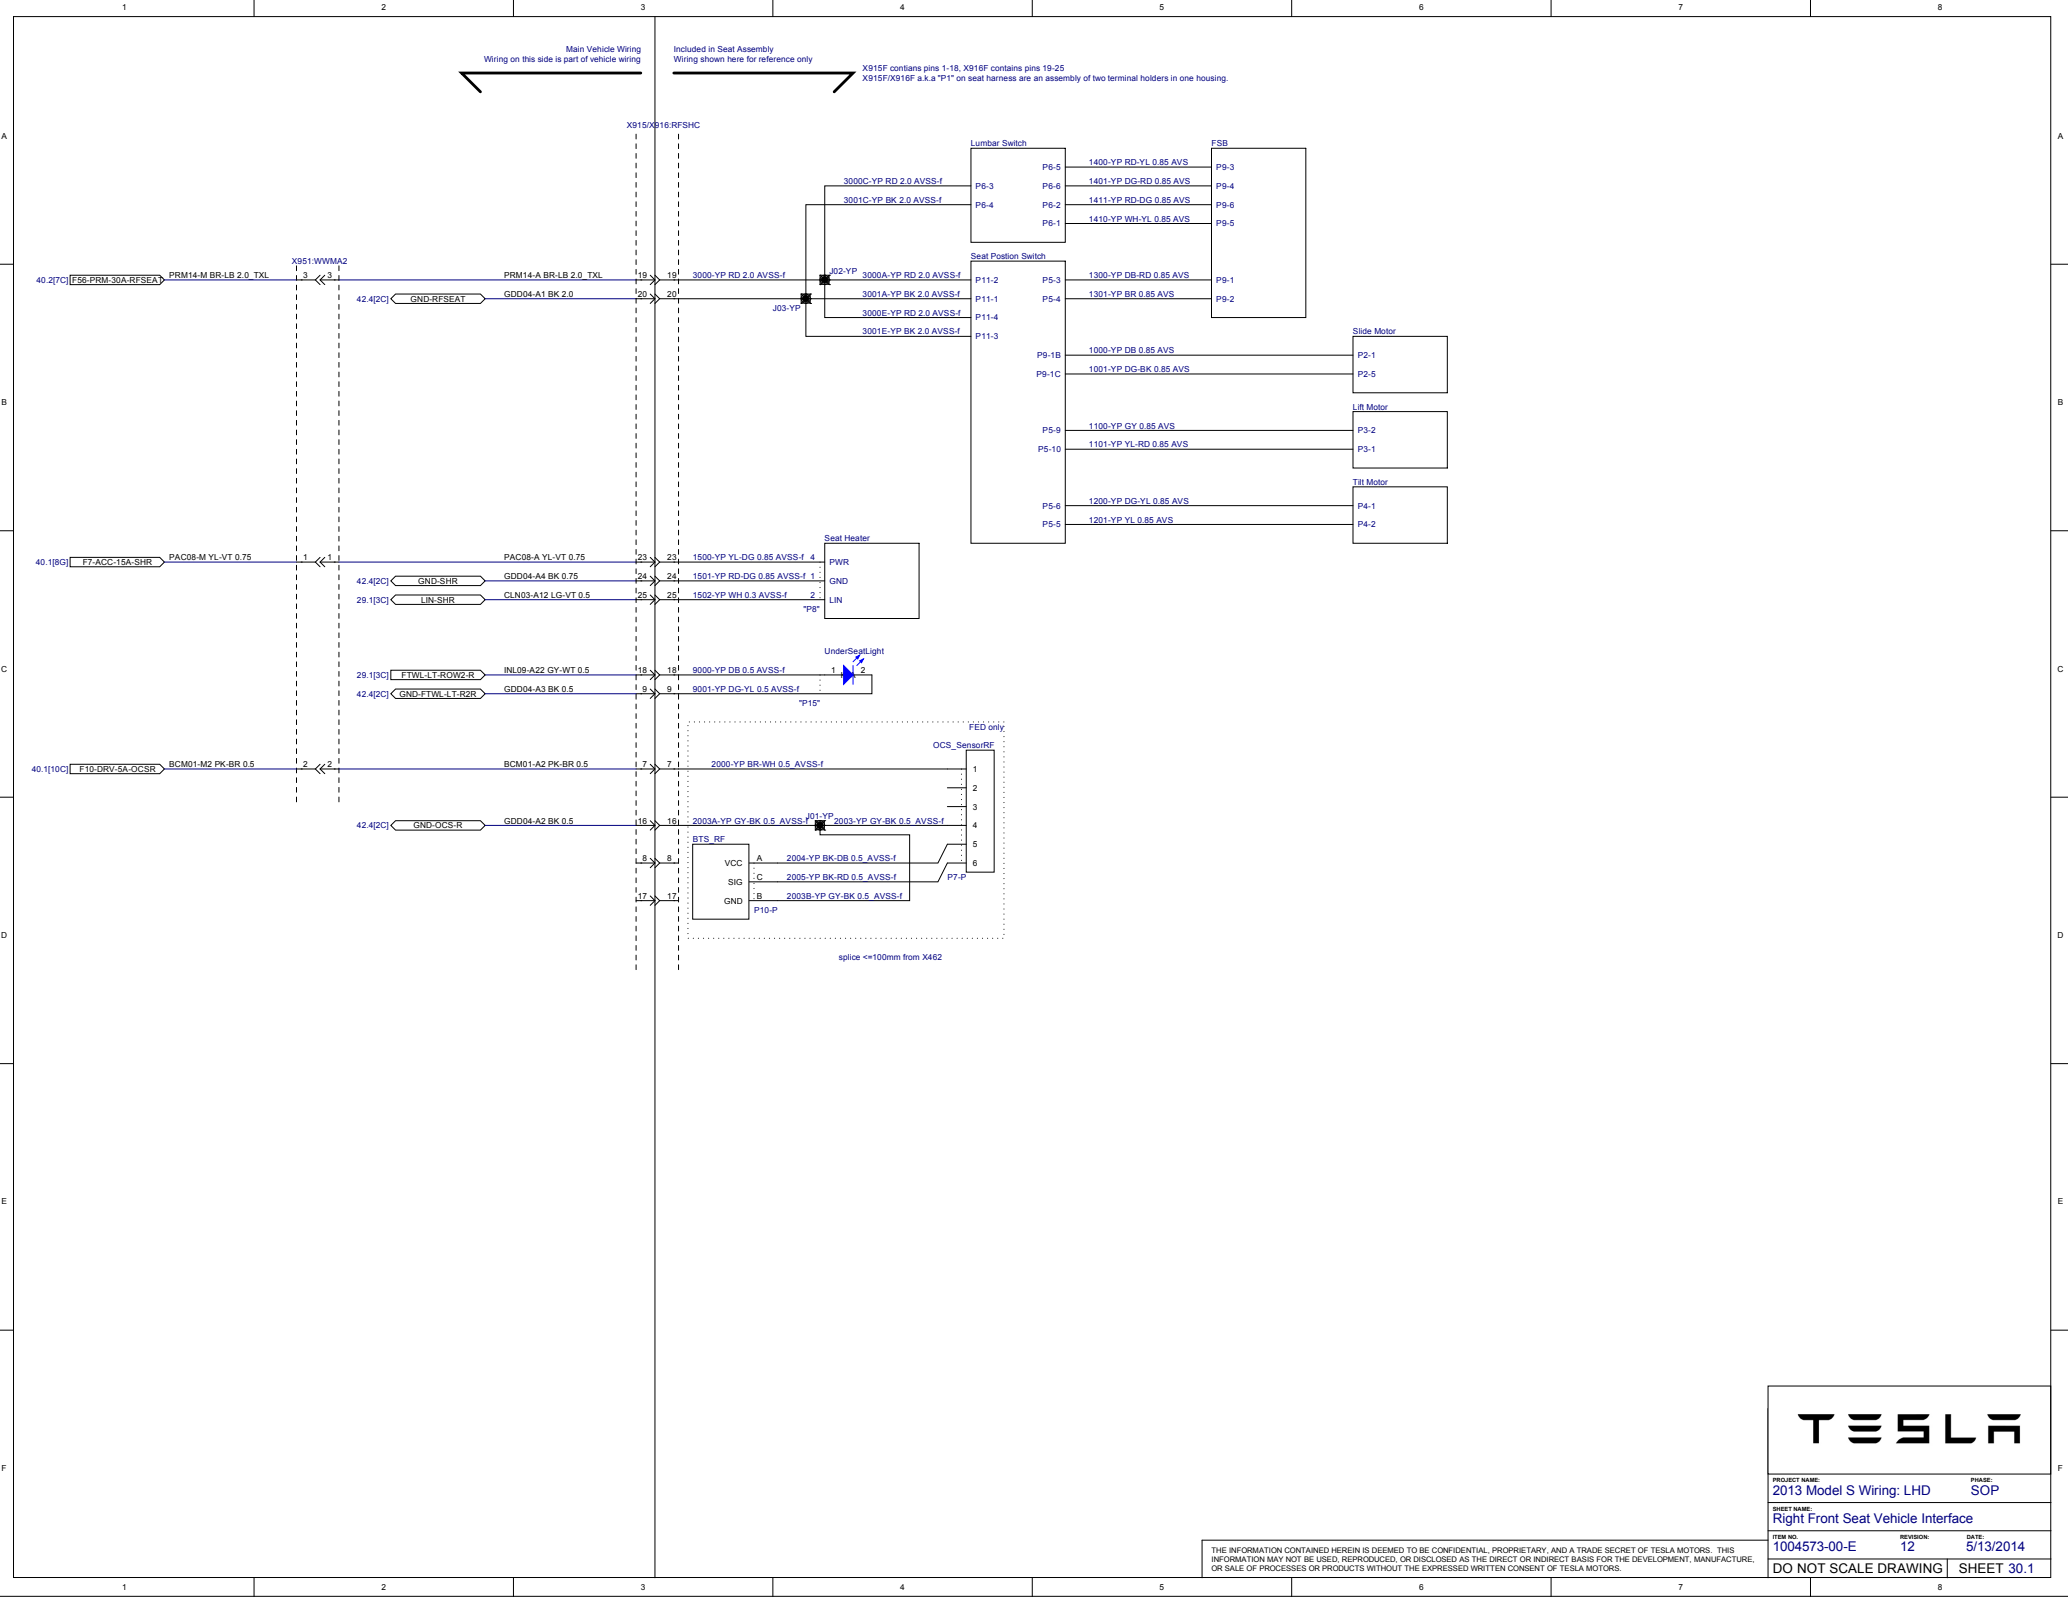 1 2 3 4 5 6 7 8
Main Vehicle Wiring
Wiring on this side is part of vehicle wiring
Included in Seat Assembly
Wiring shown here for reference only
X915F contians pins 1-18, X916F contains pins 19-25
X915F/X916F a.k.a "P1" on seat harness are an assembly of two terminal holders in one housing.
A A
X915/X916:RFSHC
Lumbar Switch FSB
P6-5 1400-YP RD-YL 0.85 AVS P9-3
3000C-YP RD 2.0 AVSS-f P6-3 P6-6 1401-YP DG-RD 0.85 AVS P9-4
3001C-YP BK 2.0 AVSS-f P6-4 P6-2 1411-YP RD-DG 0.85 AVS P9-6
P6-1 1410-YP WH-YL 0.85 AVS P9-5
X951:WWMA2 Seat Postion Switch
J02-YP
40.2[7C] F56-PRM-30A-RFSEAT PRM14-M BR-LB 2.0_TXL 3 3 PRM14-A BR-LB 2.0_TXL 19 19 3000-YP RD 2.0 AVSS-f 3000A-YP RD 2.0 AVSS-f P11-2 P5-3 1300-YP DB-RD 0.85 AVS P9-1
42.4[2C] GND-RFSEAT GDD04-A1 BK 2.0 20 20 3001A-YP BK 2.0 AVSS-f P11-1 P5-4 1301-YP BR 0.85 AVS P9-2
J03-YP
3000E-YP RD 2.0 AVSS-f P11-4
3001E-YP BK 2.0 AVSS-f P11-3
Slide Motor
P9-1B 1000-YP DB 0.85 AVS P2-1
P9-1C 1001-YP DG-BK 0.85 AVS P2-5
B B
Lift Motor
P5-9 1100-YP GY 0.85 AVS P3-2
P5-10 1101-YP YL-RD 0.85 AVS P3-1
Tilt Motor
P5-6 1200-YP DG-YL 0.85 AVS P4-1
P5-5 1201-YP YL 0.85 AVS P4-2
Seat Heater
40.1[8G] F7-ACC-15A-SHR PAC08-M YL-VT 0.75 1 1 PAC08-A YL-VT 0.75 23 23 1500-YP YL-DG 0.85 AVSS-f 4 PWR
42.4[2C] GND-SHR GDD04-A4 BK 0.75 24 24 1501-YP RD-DG 0.85 AVSS-f 1 GND
29.1[3C] LIN-SHR CLN03-A12 LG-VT 0.5 25 25 1502-YP WH 0.3 AVSS-f 2 LIN
"P8"
UnderSeatLight
C C
29.1[3C] FTWL-LT-ROW2-R INL09-A22 GY-WT 0.5 18 18 9000-YP DB 0.5 AVSS-f 1 2
42.4[2C] GND-FTWL-LT-R2R GDD04-A3 BK 0.5 9 9 9001-YP DG-YL 0.5 AVSS-f
"P15"
FED only
OCS_SensorRF
40.1[10C] F10-DRV-5A-OCSR BCM01-M2 PK-BR 0.5 2 2 BCM01-A2 PK-BR 0.5 7 7 2000-YP BR-WH 0.5_AVSS-f 1
2
3
J01-YP
42.4[2C] GND-OCS-R GDD04-A2 BK 0.5 16 16 2003A-YP GY-BK 0.5_AVSS-f 2003-YP GY-BK 0.5_AVSS-f 4
BTS_RF
5
8 8 VCC A 2004-YP BK-DB 0.5_AVSS-f 6
SIG C 2005-YP BK-RD 0.5_AVSS-f P7-P
17 17 GND B 2003B-YP GY-BK 0.5_AVSS-f
P10-P
D D
splice <=100mm from X462
E E
F F
TESLA
PROJECT NAME: PHASE:
2013 Model S Wiring: LHD SOP
SHEET NAME:
Right Front Seat Vehicle Interface
ITEM NO. REVISION: DATE:
1004573-00-E 12 5/13/2014
DO NOT SCALE DRAWING SHEET 30.1
THE INFORMATION CONTAINED HEREIN IS DEEMED TO BE CONFIDENTIAL, PROPRIETARY, AND A TRADE SECRET OF TESLA MOTORS. THIS
INFORMATION MAY NOT BE USED, REPRODUCED, OR DISCLOSED AS THE DIRECT OR INDIRECT BASIS FOR THE DEVELOPMENT, MANUFACTURE,
OR SALE OF PROCESSES OR PRODUCTS WITHOUT THE EXPRESSED WRITTEN CONSENT OF TESLA MOTORS.
1 2 3 4 5 6 7 8